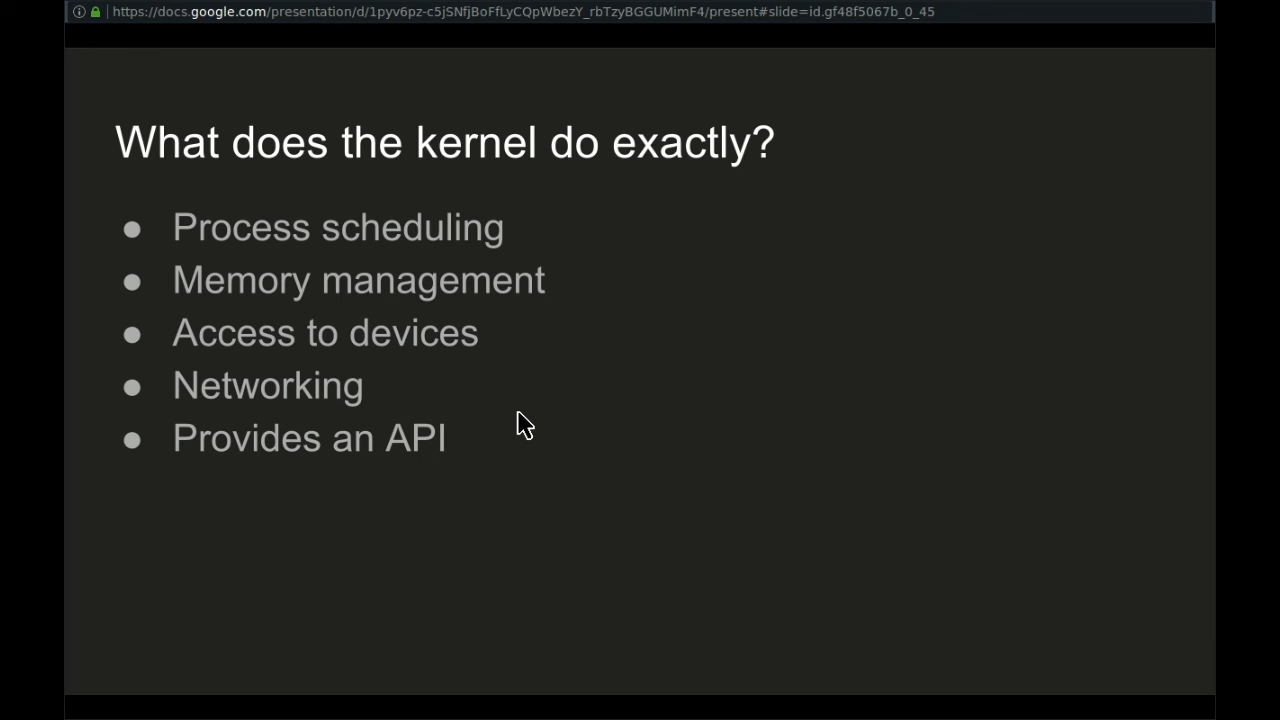 https://docs.google.com/presentation/d/1pyv6pz-c5jSNfjBoFfLyCQpWbezY_rbTzyBGGUMimF4/present#slide=id.gf48f5067b_0_45
What does the kernel do exactly?
● Process scheduling
● Memory management
● Access to devices
● Networking
● Provides an API